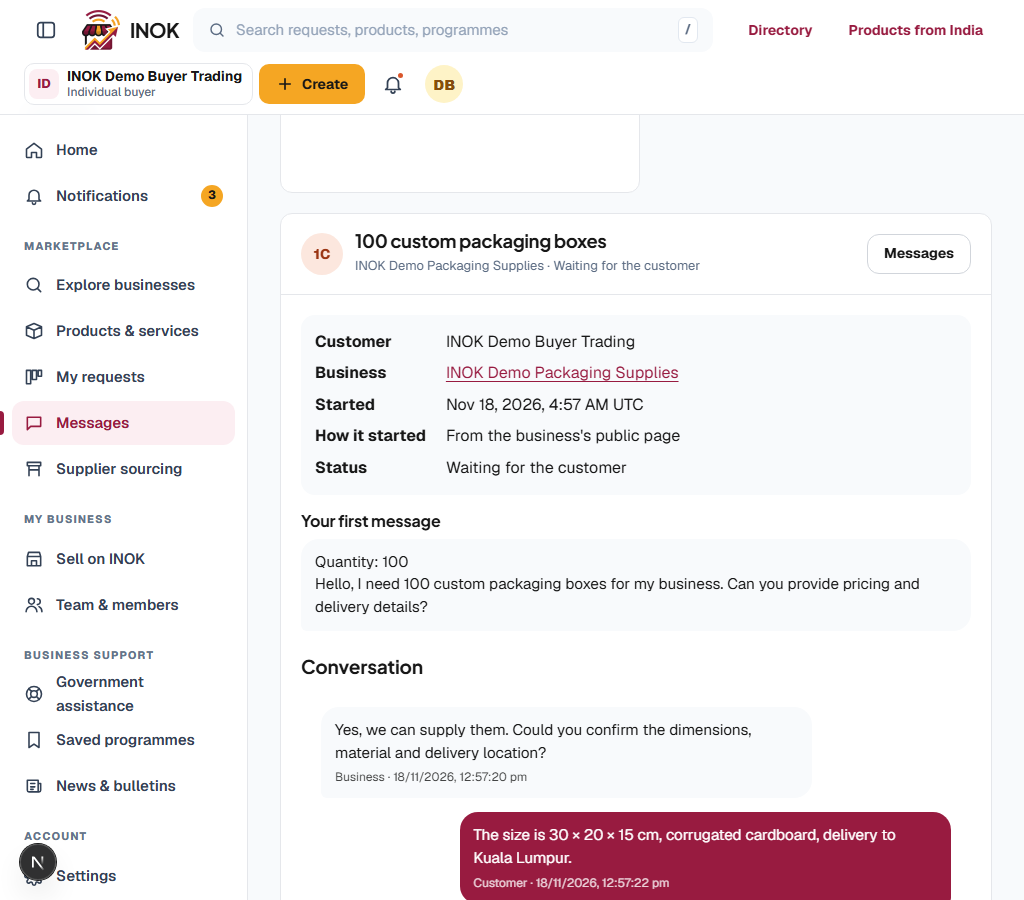 INOK
Search requests, products, programmes
/
Directory
Products from India
ID
INOK Demo Buyer Trading
Individual buyer
Create
DB
Home
Notifications
3
MARKETPLACE
Explore businesses
Products & services
My requests
Messages
Supplier sourcing
MY BUSINESS
Sell on INOK
Team & members
BUSINESS SUPPORT
Government
assistance
Saved programmes
News & bulletins
ACCOUNT
N
Settings
1C
100 custom packaging boxes
INOK Demo Packaging Supplies · Waiting for the customer
Messages
Customer INOK Demo Buyer Trading
Business INOK Demo Packaging Supplies
Started Nov 18, 2026, 4:57 AM UTC
How it started From the business's public page
Status Waiting for the customer
Your first message
Quantity: 100
Hello, I need 100 custom packaging boxes for my business. Can you provide pricing and
delivery details?
Conversation
Yes, we can supply them. Could you confirm the dimensions,
material and delivery location?
Business · 18/11/2026, 12:57:20 pm
The size is 30 × 20 × 15 cm, corrugated cardboard, delivery to
Kuala Lumpur.
Customer · 18/11/2026, 12:57:22 pm